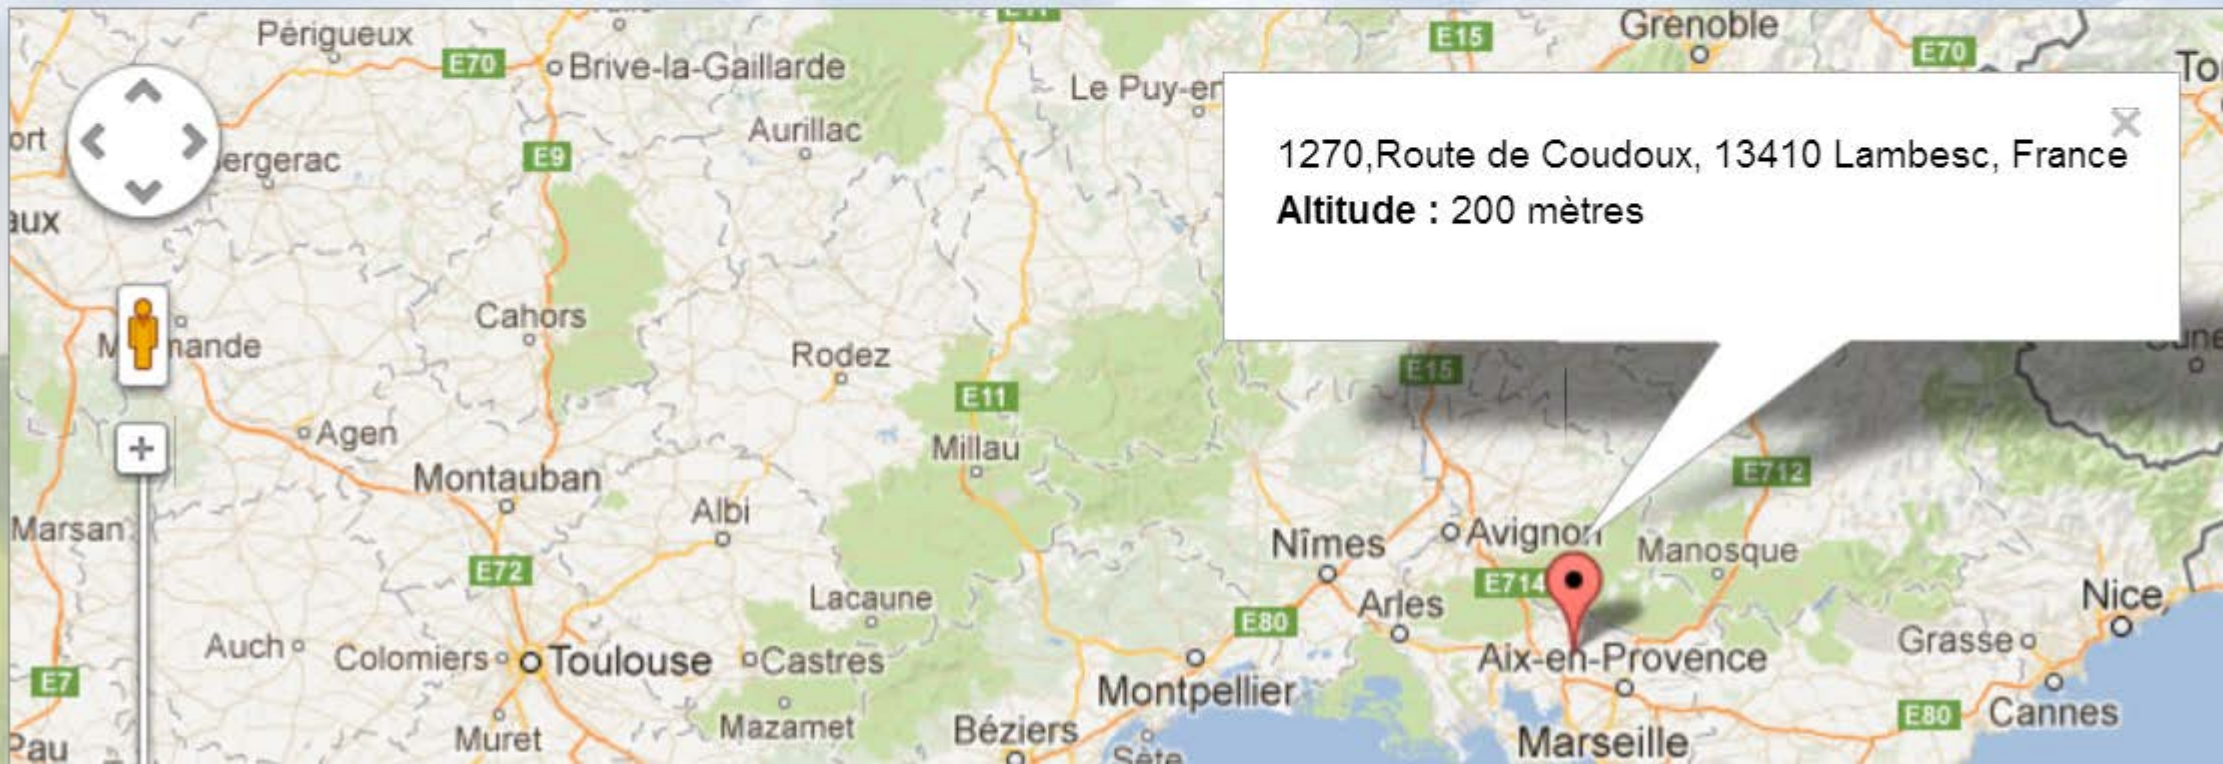 E11
Périgueux
E15
Grenoble
E70
E70
Brive-la-Gaillarde
Le Puy-en
Aurillac
ort
ergerac
1270,Route de Coudoux, 13410 Lambesc, France
Altitude : 200 mètres
E9
aux
Cahors
nande
Rodez
E15
E11
Agen
Millau
Montauban
E712
Albi
Marsan
Nîmes
Avignon
Manosque
E72
E714
Lacaune
Arles
Nice
E80
Auch
Colomiers
Toulouse
Castres
Aix-en-Provence
Grasse
E7
Montpellier
Mazamet
Béziers
E80
Cannes
Muret
Marseille
Pau
Sète